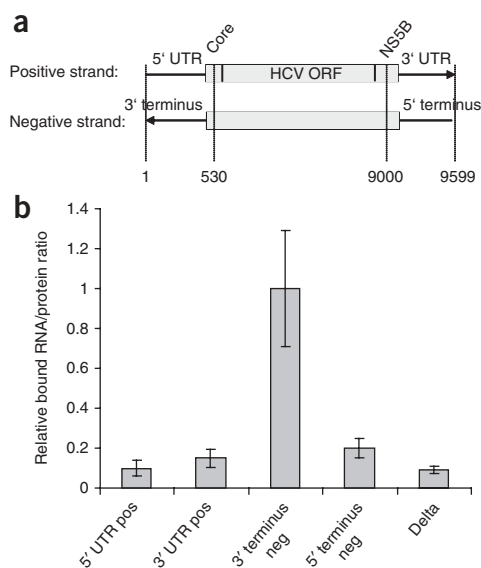 a
5‘ UTR Core NS5B 3‘ UTR
Positive strand: HCV ORF
3‘ terminus 5‘ terminus
Negative strand:
1 530 9000 9599
b
Relative bound RNA/protein ratio
1.4
1.2
1
0.8
0.6
0.4
0.2
0
5′ UTR pos
3′ UTR pos
3′ terminus
neg
5′ terminus
neg
Delta